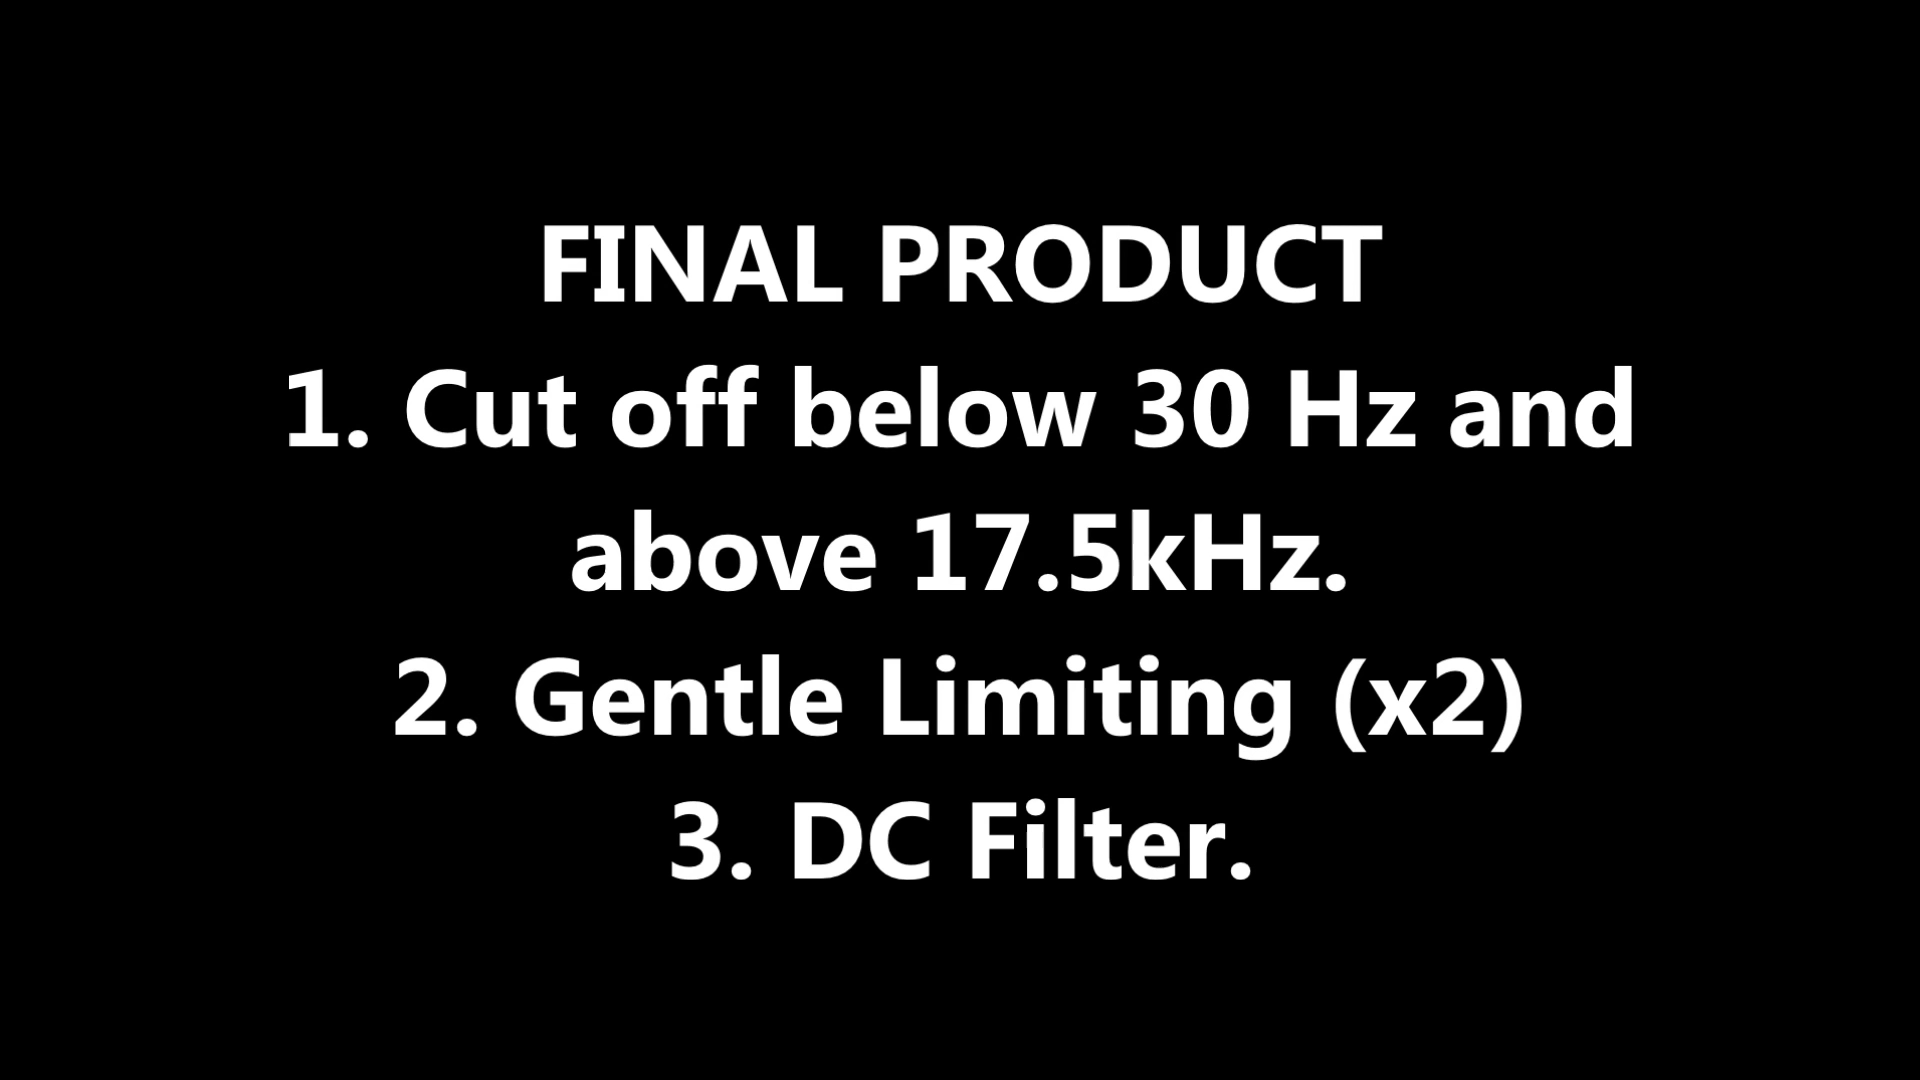 FINAL PRODUCT
1. Cut off below 30 Hz and
above 17.5kHz.
2. Gentle Limiting (x2)
3. DC Filter.